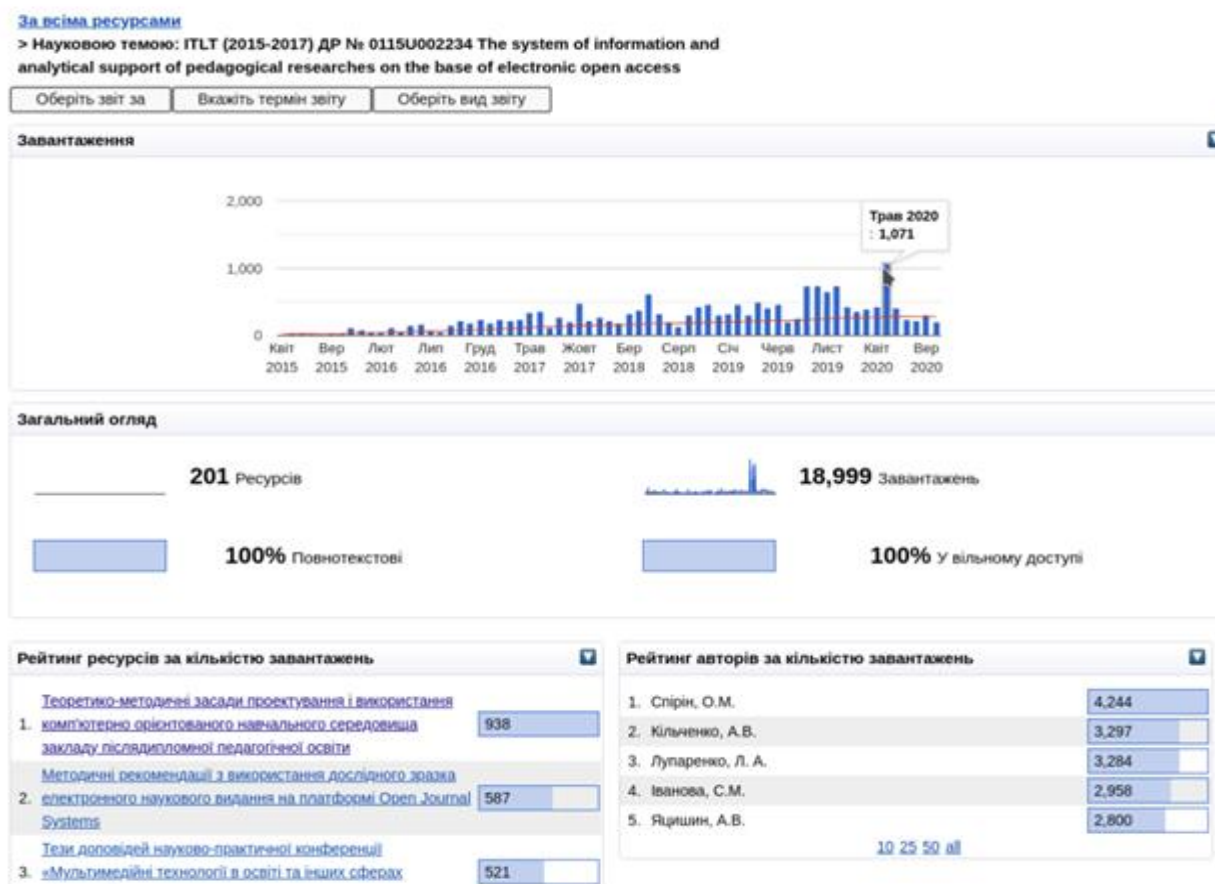 За всіма ресурсами
> Науковою темою: ITLT (2015-2017) ДР № 0115U002234 The system of information and
analytical support of pedagogical researches on the base of electronic open access
Оберіть звіт за Вкажіть термін звіту Оберіть вид звіту
Завантаження
2,000
Трав 2020
: 1,071
1,000
0
Квіт Вер Лют Лип Груд Трав Жовт Бер Серп Січ Черв Лист Квіт Вер
2015 2015 2016 2016 2016 2017 2017 2018 2018 2019 2019 2019 2020 2020
Загальний огляд
201 Ресурсів
18,999 Завантажень
100% Повнотекстові
100% У вільному доступі
Рейтинг ресурсів за кількістю завантажень
Теоретико-методичні засади проектування і використання
1. комп'ютерно орієнтованого навчального середовища 938
закладу післядипломної педагогічної освіти
Методичні рекомендації з використання дослідного зразка
2. електронного наукового видання на платформі Open Journal 587
Systems
Тези доповідей науково-практичної конференції
3. «Мультимедійні технології в освіті та інших сферах 521
Рейтинг авторів за кількістю завантажень
1. Спірін, О.М. 4,244
2. Кільченко, А.В. 3,297
3. Лупаренко, Л. А. 3,284
4. Іванова, С.М. 2,958
5. Яцишин, А.В. 2,800
10 25 50 all